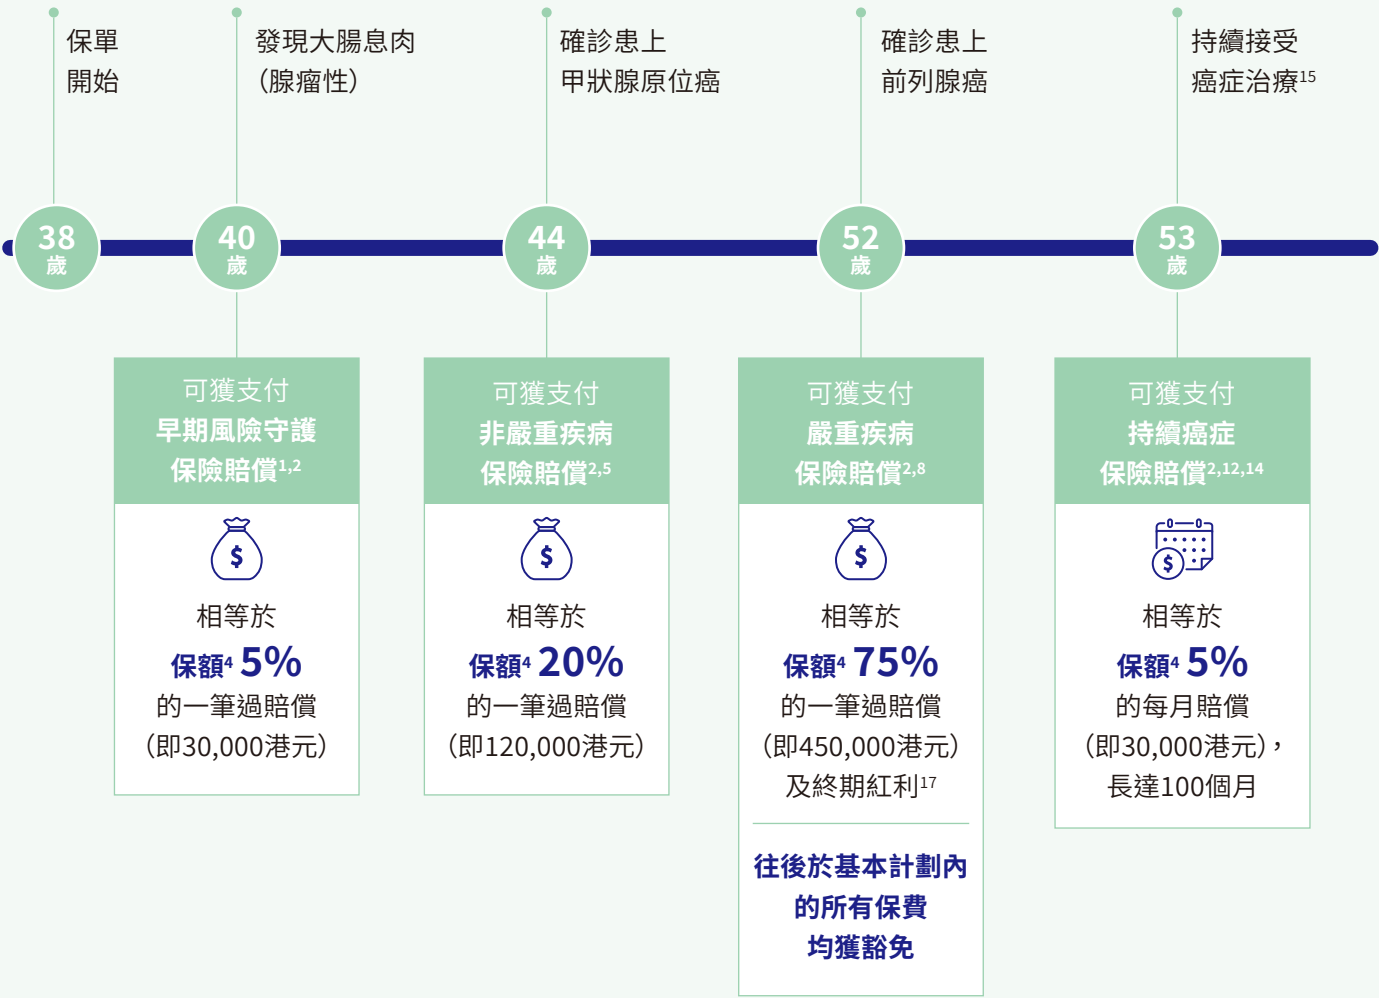 保單
開始
發現大腸息肉
（腺瘤性）
確診患上
甲狀腺原位癌
確診患上
前列腺癌
持續接受
癌症治療15
38
歲
40
歲
44
歲
52
歲
53
歲
可獲支付
早期風險守護
保險賠償1,2
$
相等於
保額4 5%
的一筆過賠償
（即30,000港元）
可獲支付
非嚴重疾病
保險賠償2,5
$
相等於
保額4 20%
的一筆過賠償
（即120,000港元）
可獲支付
嚴重疾病
保險賠償2,8
$
相等於
保額4 75%
的一筆過賠償
（即450,000港元）
及終期紅利17
往後於基本計劃內
的所有保費
均獲豁免
可獲支付
持續癌症
保險賠償2,12,14
$
相等於
保額4 5%
的每月賠償
（即30,000港元），
長達100個月